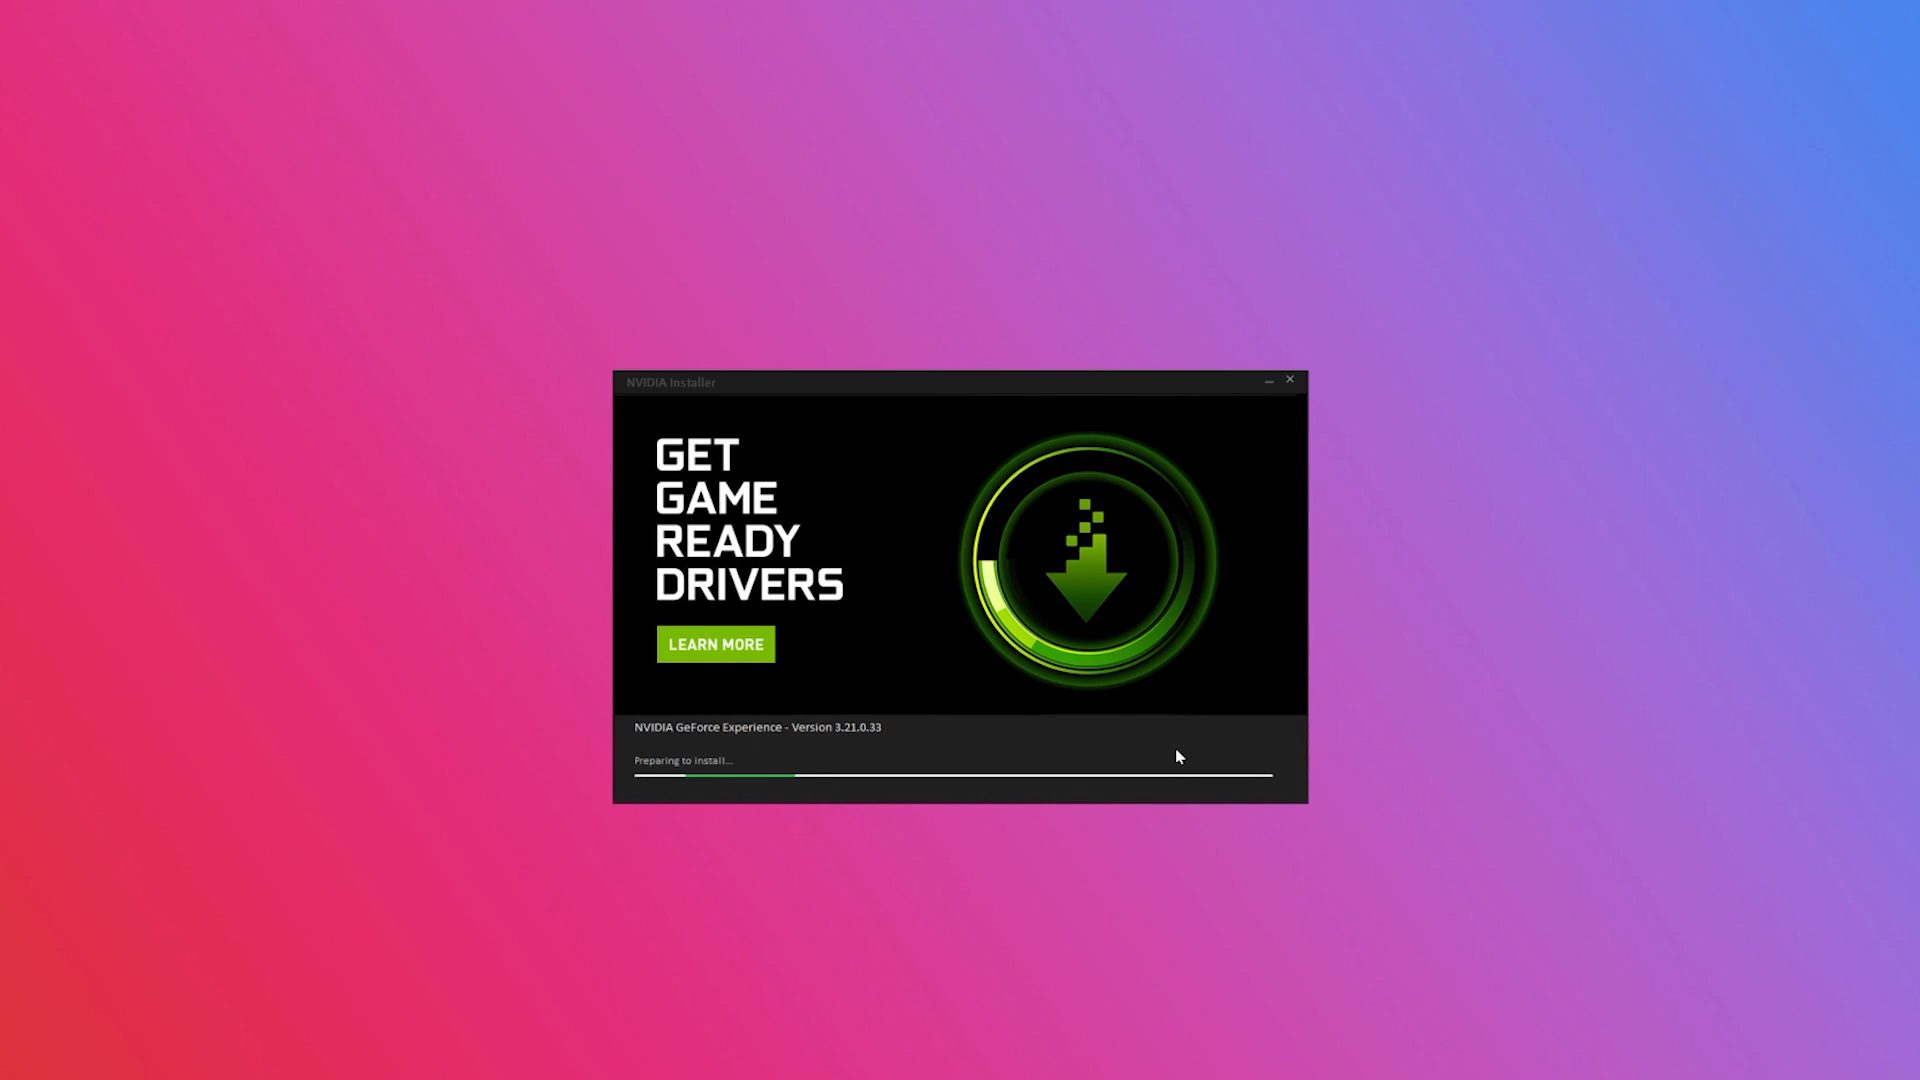 NVIDIA Installer
GET
GAME
READY
DRIVERS
LEARN MORE
NVIDIA GeForce Experience - Version 3.21.0.33
Preparing to install...